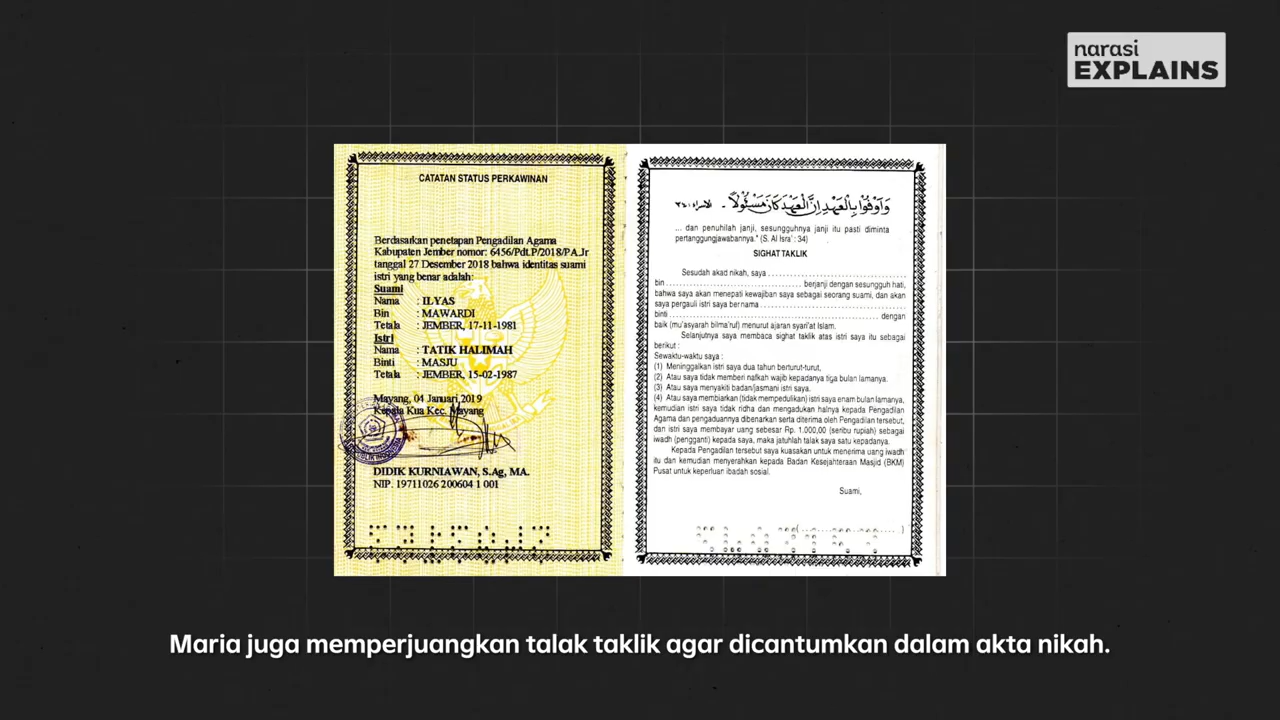 narasi
EXPLAINS
CATATAN STATUS PERKAWINAN
Berdasarkan penetapan Pengadilan Agama
Kabupaten Jember nomor: 6456/Pdt.P/2018/PA.Jr
tanggal 27 Desember 2018 bahwa identitas suami
istri yang benar adalah:
Suami
Nama : ILYAS
Bin : MAWARDI
Tetala : JEMBER, 17-11-1981
Istri
Nama : TATIK HALIMAH
Binti : MASJU
Tetala : JEMBER, 15-02-1987
Mayang, 04 Januari 2019
Kepala Kua Kec. Mayang
DIDIK KURNIAWAN, S.Ag, MA.
NIP. 19711026 200604 1 001
وَأَوْفُوْا بِالْعَهْدِ اِنَّ الْعَهْدَ كَانَ مَسْئُوْلًا ـ الاسراء : ٣٤
... dan penuhilah janji, sesungguhnya janji itu pasti diminta
pertanggungjawabannya." (S. Al Isra' : 34)
SIGHAT TAKLIK
Sesudah akad nikah, saya ........................................
bin ........................................ berjanji dengan sesungguh hati,
bahwa saya akan menepati kewajiban saya sebagai seorang suami, dan akan
saya pergauli istri saya bernama ........................................
binti ........................................ dengan
baik (mu'asyarah bilma'ruf) menurut ajaran syari'at Islam.
Selanjutnya saya membaca sighat taklik atas istri saya itu sebagai
berikut :
Sewaktu-waktu saya :
(1) Meninggalkan istri saya dua tahun berturut-turut,
(2) Atau saya tidak memberi nafkah wajib kepadanya tiga bulan lamanya.
(3) Atau saya menyakiti badan/jasmani istri saya.
(4) Atau saya membiarkan (tidak mempedulikan) istri saya enam bulan lamanya,
kemudian istri saya tidak ridha dan mengadukan halnya kepada Pengadilan
Agama dan pengaduannya dibenarkan serta diterima oleh Pengadilan tersebut,
dan istri saya membayar uang sebesar Rp. 1.000,00 (seribu rupiah) sebagai
iwadh (pengganti) kepada saya, maka jatuhlah talak saya satu kepadanya.
Kepada Pengadilan tersebut saya kuasakan untuk menerima uang iwadh
itu dan kemudian menyerahkan kepada Badan Kesejahteraan Masjid (BKM)
Pusat untuk keperluan ibadah sosial.
Suami,
(........................)
Maria juga memperjuangkan talak taklik agar dicantumkan dalam akta nikah.